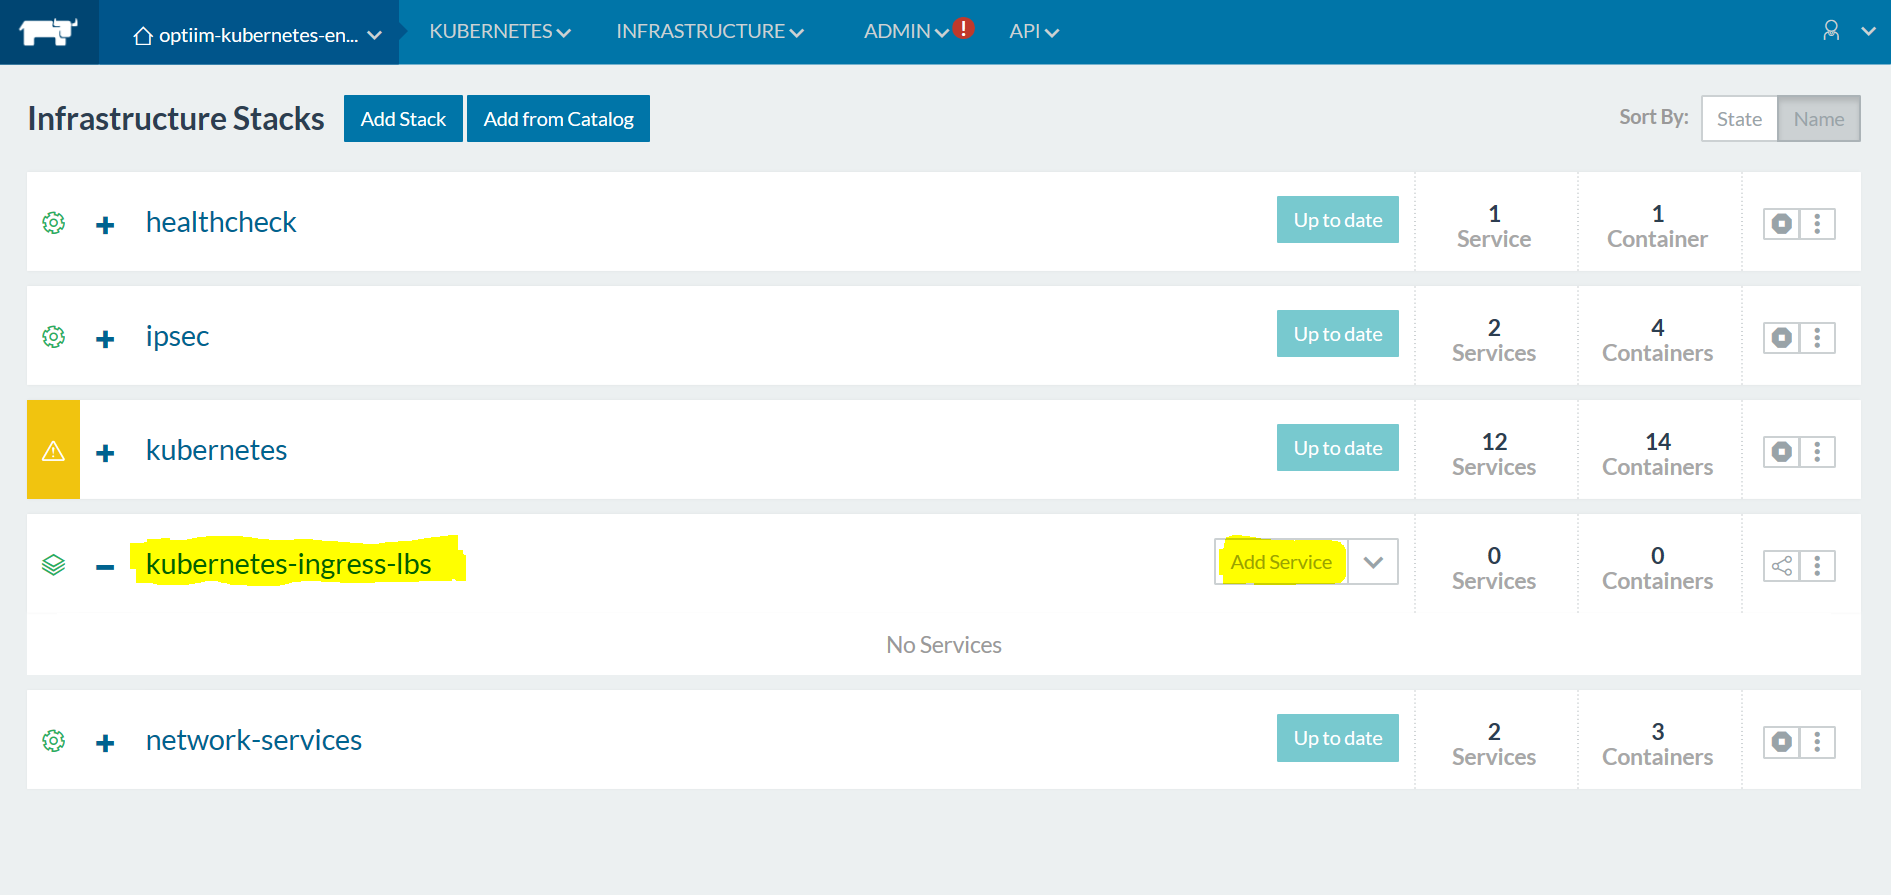 optiim-kubernetes-en... KUBERNETES INFRASTRUCTURE ADMIN ! API
Infrastructure Stacks Add Stack Add from Catalog Sort By: State Name
healthcheck Up to date 1 Service 1 Container
ipsec Up to date 2 Services 4 Containers
kubernetes Up to date 12 Services 14 Containers
kubernetes-ingress-lbs Add Service 0 Services 0 Containers
No Services
network-services Up to date 2 Services 3 Containers